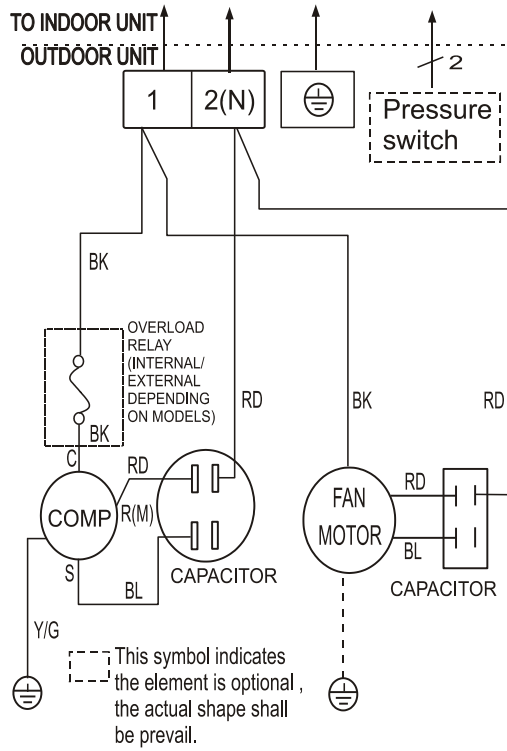 TO INDOOR UNIT
OUTDOOR UNIT
1
2(N)
2
Pressure
switch
BK
OVERLOAD
RELAY
(INTERNAL/
EXTERNAL
DEPENDING
ON MODELS)
RD
BK
RD
BK
C
RD
COMP
R(M)
S
BL
CAPACITOR
FAN
MOTOR
RD
BL
CAPACITOR
Y/G
This symbol indicates
the element is optional ,
the actual shape shall
be prevail.